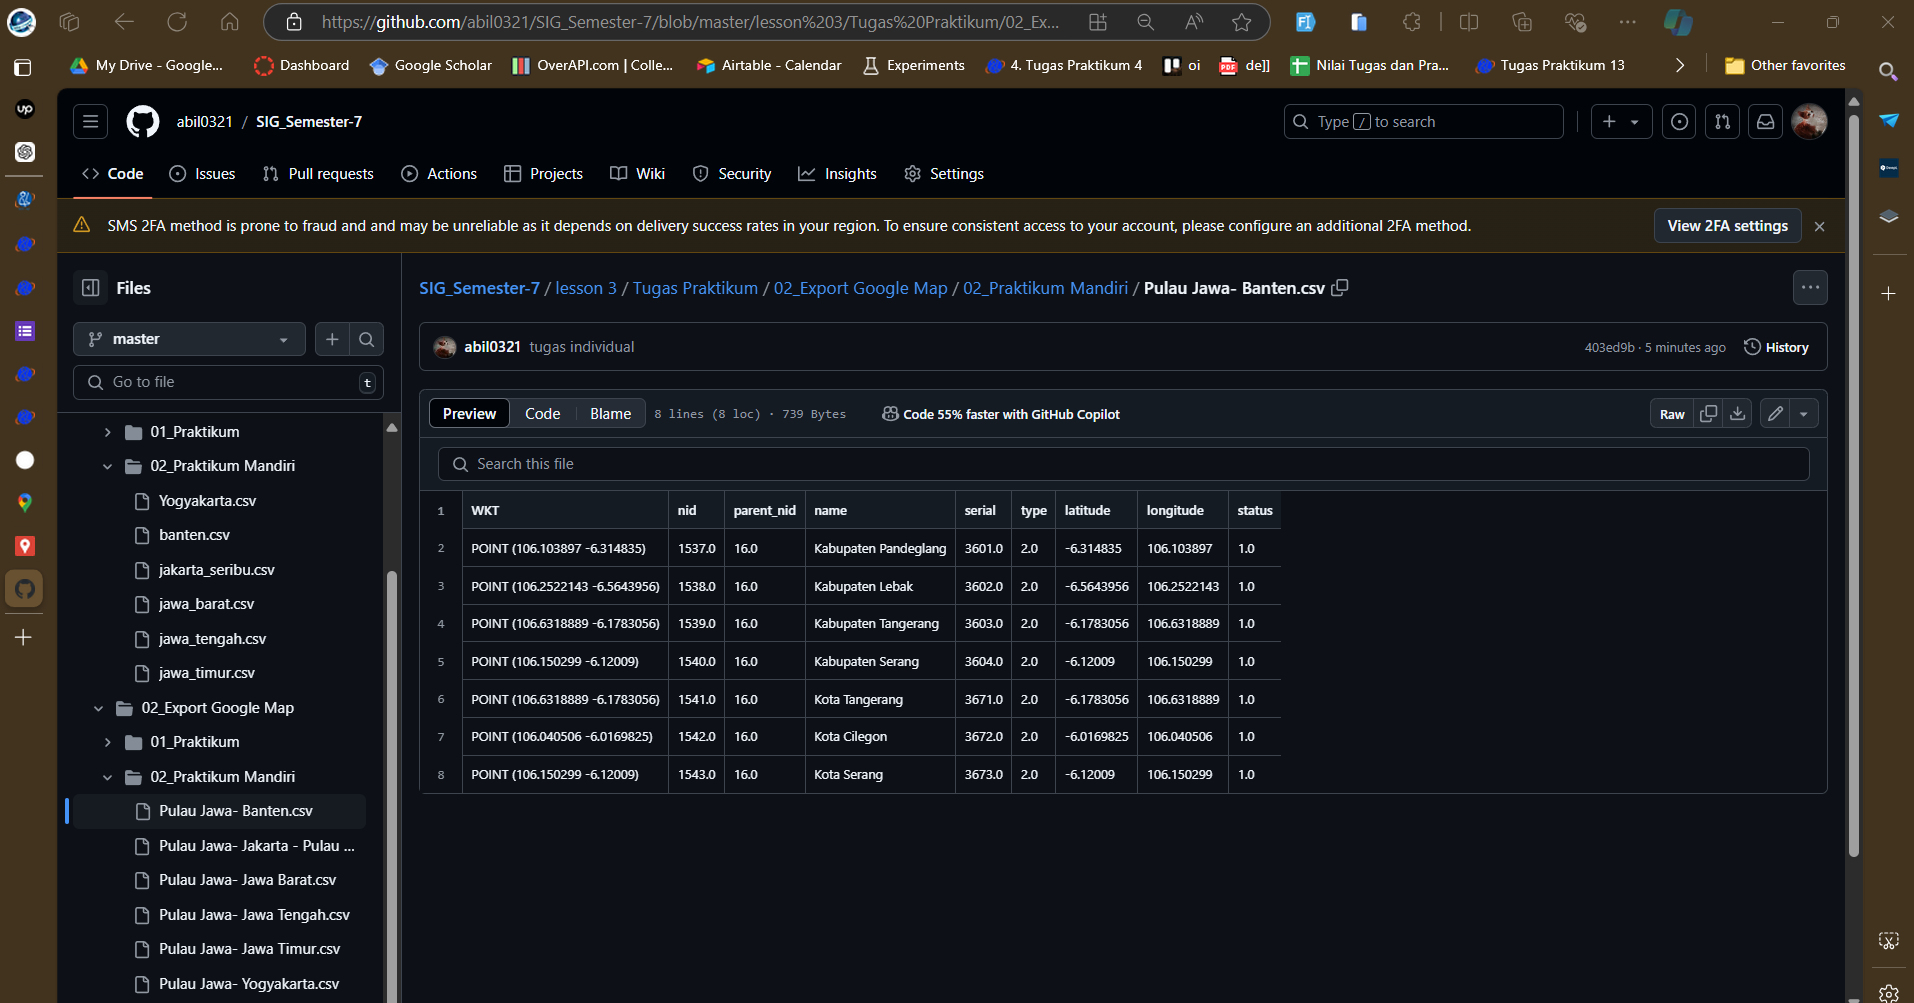 https://github.com/abil0321/SIG_Semester-7/blob/master/lesson%203/Tugas%20Praktikum/02_Ex...
My Drive - Google... Dashboard Google Scholar OverAPI.com | Colle... Airtable - Calendar Experiments 4. Tugas Praktikum 4 oi de]] Nilai Tugas dan Pra... Tugas Praktikum 13 Other favorites
up
abil0321 / SIG_Semester-7 Type / to search
Code Issues Pull requests Actions Projects Wiki Security Insights Settings
SMS 2FA method is prone to fraud and and may be unreliable as it depends on delivery success rates in your region. To ensure consistent access to your account, please configure an additional 2FA method. View 2FA settings
Files
master
Go to file t
01_Praktikum
02_Praktikum Mandiri
Yogyakarta.csv
banten.csv
jakarta_seribu.csv
jawa_barat.csv
jawa_tengah.csv
jawa_timur.csv
02_Export Google Map
01_Praktikum
02_Praktikum Mandiri
Pulau Jawa- Banten.csv
Pulau Jawa- Jakarta - Pulau ...
Pulau Jawa- Jawa Barat.csv
Pulau Jawa- Jawa Tengah.csv
Pulau Jawa- Jawa Timur.csv
Pulau Jawa- Yogyakarta.csv
SIG_Semester-7 / lesson 3 / Tugas Praktikum / 02_Export Google Map / 02_Praktikum Mandiri / Pulau Jawa- Banten.csv
abil0321 tugas individual 403ed9b · 5 minutes ago History
Preview Code Blame 8 lines (8 loc) · 739 Bytes Code 55% faster with GitHub Copilot Raw
Search this file
1 WKT nid parent_nid name serial type latitude longitude status
2 POINT (106.103897 -6.314835) 1537.0 16.0 Kabupaten Pandeglang 3601.0 2.0 -6.314835 106.103897 1.0
3 POINT (106.2522143 -6.5643956) 1538.0 16.0 Kabupaten Lebak 3602.0 2.0 -6.5643956 106.2522143 1.0
4 POINT (106.6318889 -6.1783056) 1539.0 16.0 Kabupaten Tangerang 3603.0 2.0 -6.1783056 106.6318889 1.0
5 POINT (106.150299 -6.12009) 1540.0 16.0 Kabupaten Serang 3604.0 2.0 -6.12009 106.150299 1.0
6 POINT (106.6318889 -6.1783056) 1541.0 16.0 Kota Tangerang 3671.0 2.0 -6.1783056 106.6318889 1.0
7 POINT (106.040506 -6.0169825) 1542.0 16.0 Kota Cilegon 3672.0 2.0 -6.0169825 106.040506 1.0
8 POINT (106.150299 -6.12009) 1543.0 16.0 Kota Serang 3673.0 2.0 -6.12009 106.150299 1.0